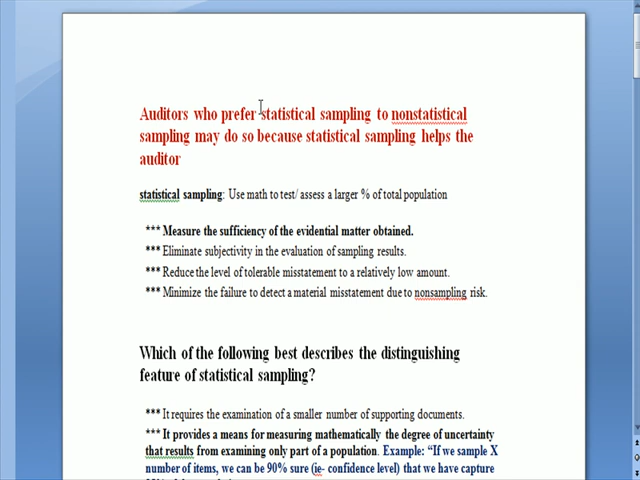 Auditors who prefer statistical sampling to nonstatistical
sampling may do so because statistical sampling helps the
auditor
statistical sampling: Use math to test/ assess a larger % of total population
*** Measure the sufficiency of the evidential matter obtained.
*** Eliminate subjectivity in the evaluation of sampling results.
*** Reduce the level of tolerable misstatement to a relatively low amount.
*** Minimize the failure to detect a material misstatement due to nonsampling risk.
Which of the following best describes the distinguishing
feature of statistical sampling?
*** It requires the examination of a smaller number of supporting documents.
*** It provides a means for measuring mathematically the degree of uncertainty
that results from examining only part of a population. Example: “If we sample X
number of items, we can be 90% sure (ie- confidence level) that we have capture